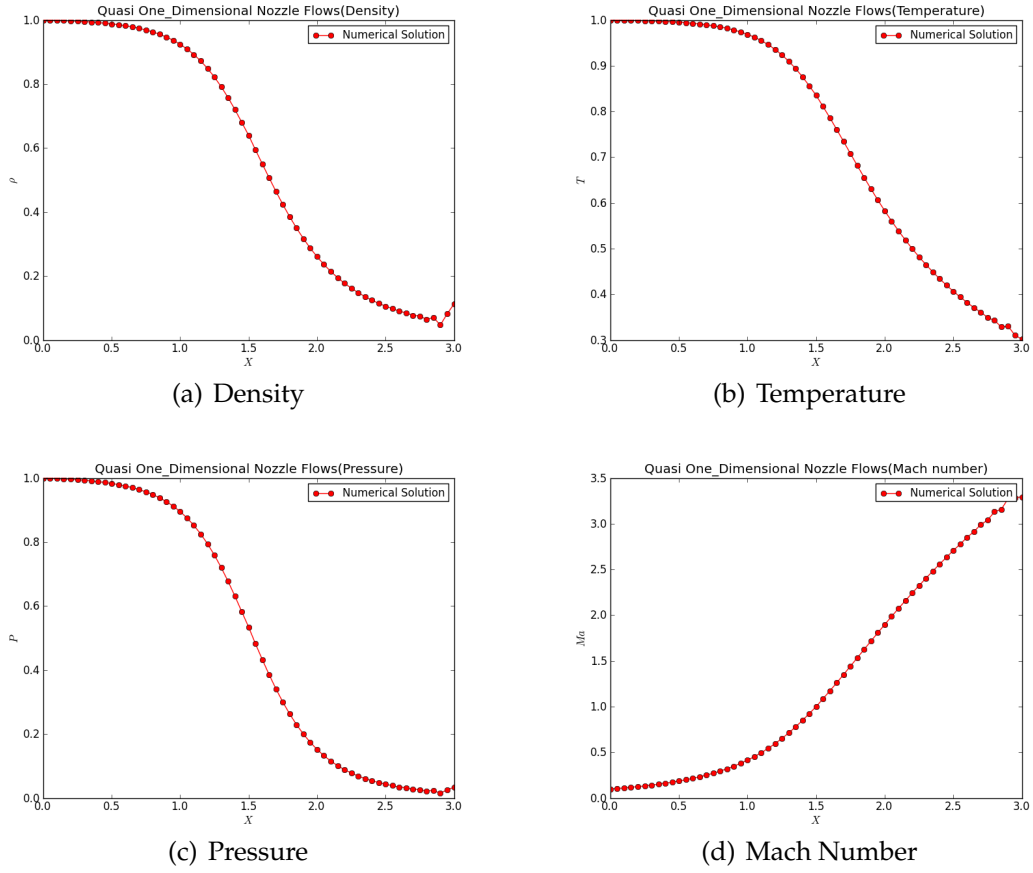 Quasi One_Dimensional Nozzle Flows(Density)
Numerical Solution
1.0
0.8
0.6
0.4
0.2
0.0
ρ
0.0 0.5 1.0 1.5 2.0 2.5 3.0
X
(a) Density
Quasi One_Dimensional Nozzle Flows(Temperature)
Numerical Solution
1.0
0.9
0.8
0.7
0.6
0.5
0.4
0.3
T
0.0 0.5 1.0 1.5 2.0 2.5 3.0
X
(b) Temperature
Quasi One_Dimensional Nozzle Flows(Pressure)
Numerical Solution
1.0
0.8
0.6
0.4
0.2
0.0
P
0.0 0.5 1.0 1.5 2.0 2.5 3.0
X
(c) Pressure
Quasi One_Dimensional Nozzle Flows(Mach number)
Numerical Solution
3.5
3.0
2.5
2.0
1.5
1.0
0.5
0.0
Ma
0.0 0.5 1.0 1.5 2.0 2.5 3.0
X
(d) Mach Number